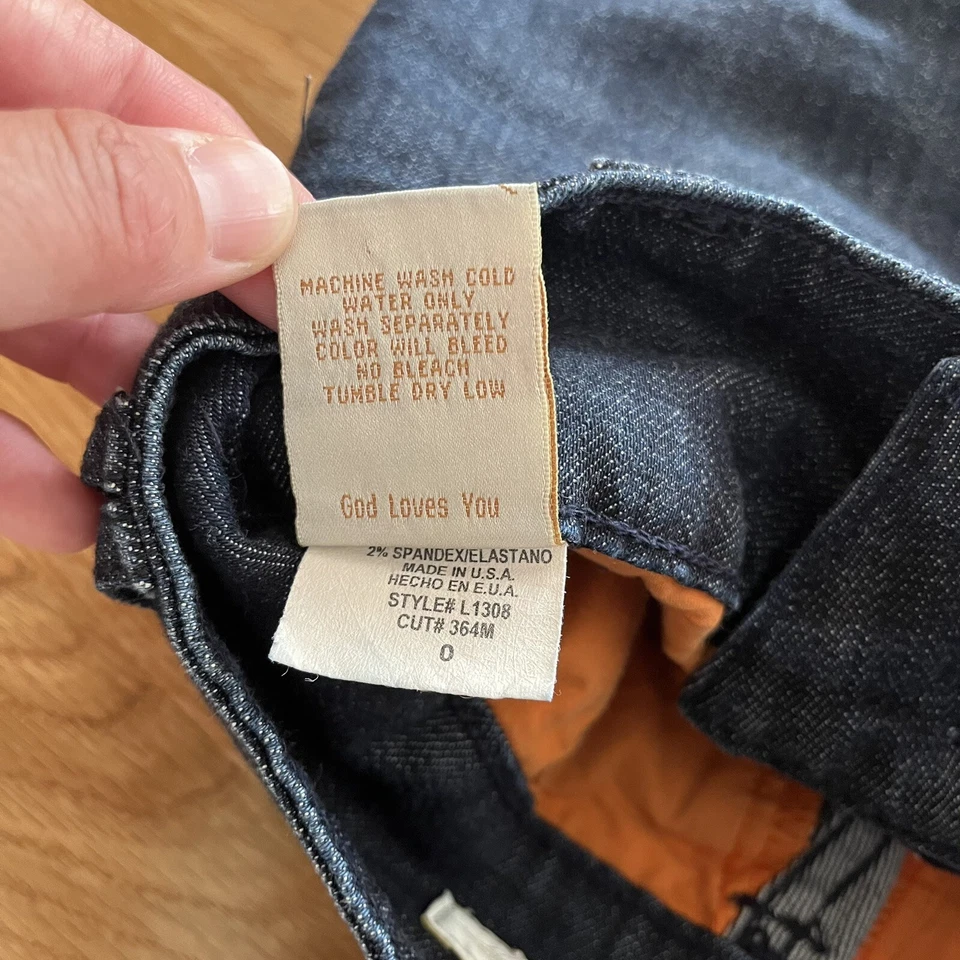 MACHINE WASH COLD
WATER ONLY
WASH SEPARATELY
COLOR WILL BLEED
NO BLEACH
TUMBLE DRY LOW
God Loves You
2% SPANDEX/ELASTANO
MADE IN U.S.A.
HECHO EN E.U.A.
STYLE# L1308
CUT# 364M
0